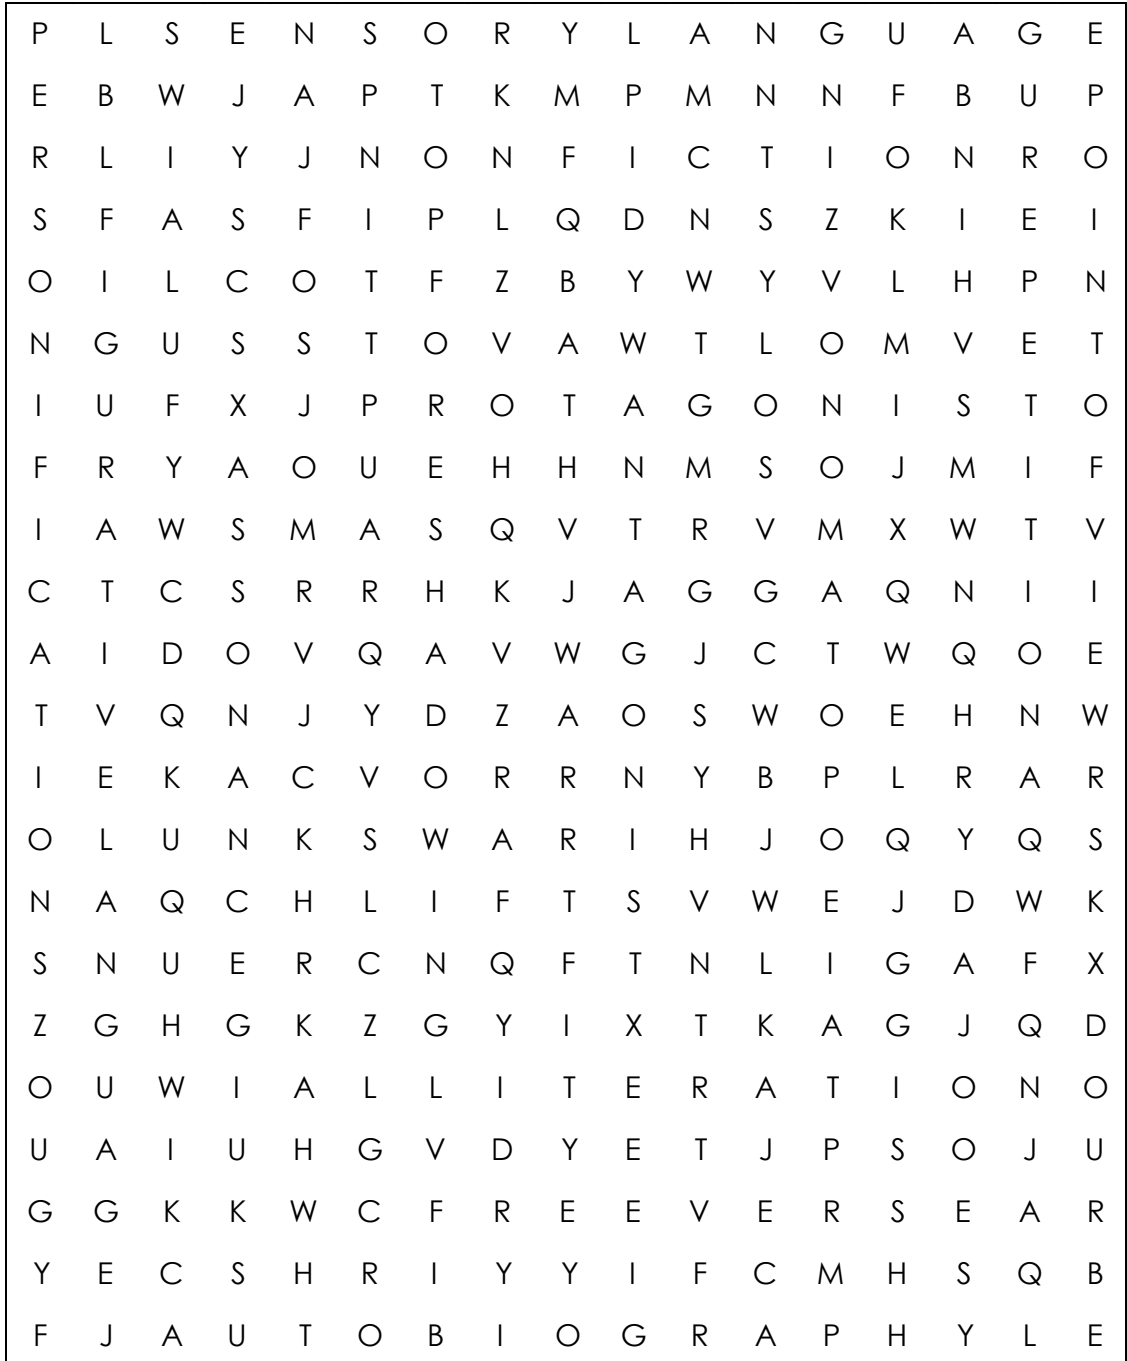 P L S E N S O R Y L A N G U A G E
E B W J A P T K M P M N N F B U P
R L I Y J N O N F I C T I O N R O
S F A S F I P L Q D N S Z K I E I
O I L C O T F Z B Y W Y V L H P N
N G U S S T O V A W T L O M V E T
I U F X J P R O T A G O N I S T O
F R Y A O U E H H N M S O J M I F
I A W S M A S Q V T R V M X W T V
C T C S R R H K J A G G A Q N I I
A I D O V Q A V W G J C T W Q O E
T V Q N J Y D Z A O S W O E H N W
I E K A C V O R R N Y B P L R A R
O L U N K S W A R I H J O Q Y Q S
N A Q C H L I F T S V W E J D W K
S N U E R C N Q F T N L I G A F X
Z G H G K Z G Y I X T K A G J Q D
O U W I A L L I T E R A T I O N O
U A I U H G V D Y E T J P S O J U
G G K K W C F R E E V E R S E A R
Y E C S H R I Y Y I F C M H S Q B
F J A U T O B I O G R A P H Y L E